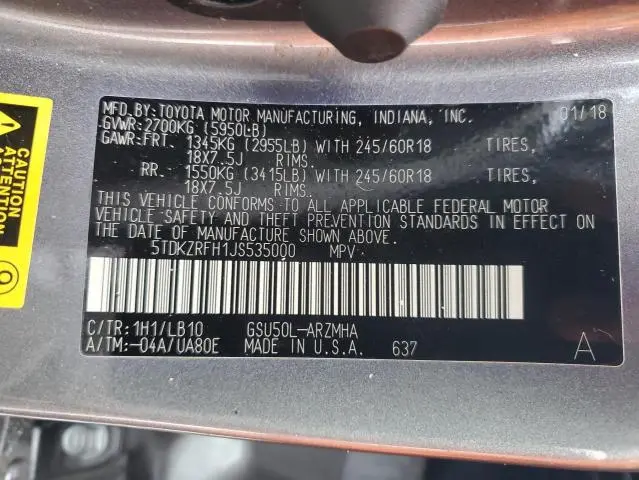 MFD.BY:TOYOTA MOTOR MANUFACTURING, INDIANA, INC. 01/18
GVWR:2700KG (5950LB)
GAWR:FRT. 1345KG (2955LB) WITH 245/60R18 TIRES,
18X7.5J RIMS.
RR. 1550KG (3415LB) WITH 245/60R18 TIRES,
18X7.5J RIMS.
THIS VEHICLE CONFORMS TO ALL APPLICABLE FEDERAL MOTOR
VEHICLE SAFETY AND THEFT PREVENTION STANDARDS IN EFFECT ON
THE DATE OF MANUFACTURE SHOWN ABOVE.
5TDKZRFH1JS535000 MPV
C/TR:1H1/LB10 GSU50L-ARZMHA
A/TM:-04A/UA80E MADE IN U.S.A. 637 A
CAUTION
ATTENTION